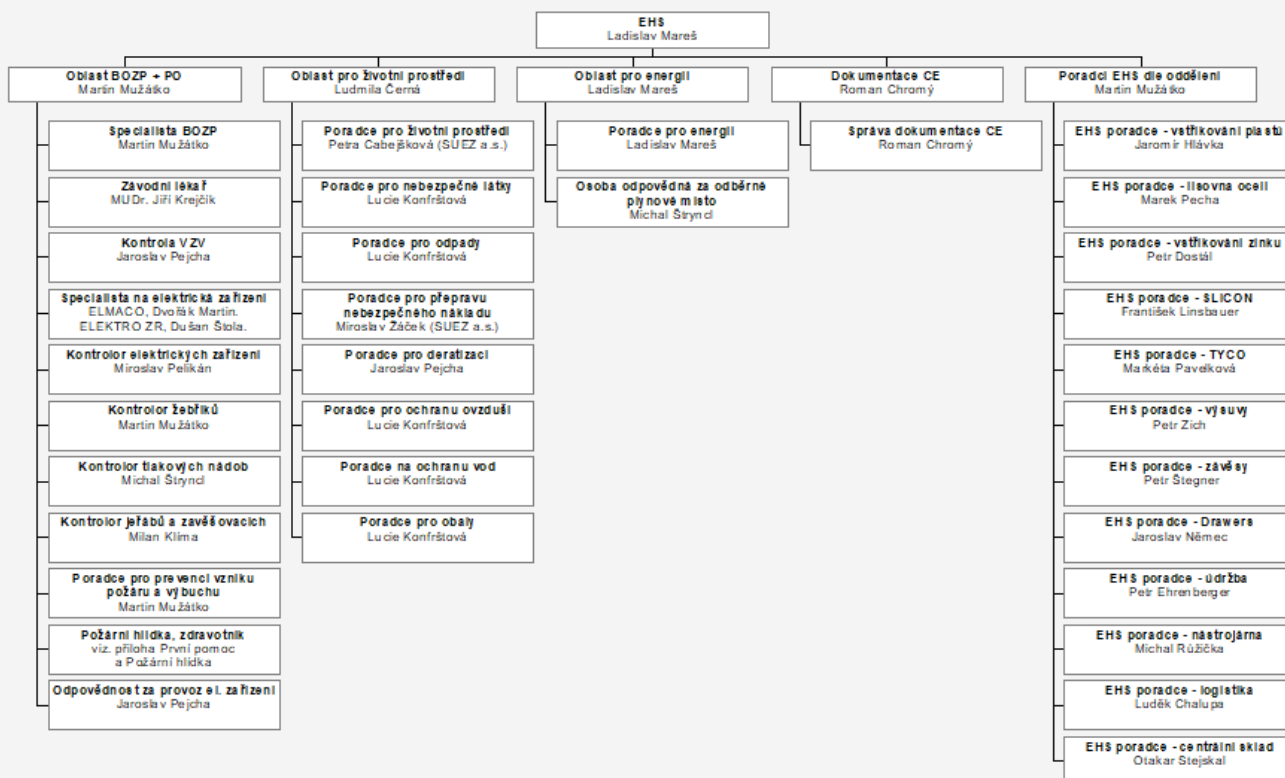 EHS
Ladislav Mareš
Oblast BOZP + PO
Martin Mužátko
Specialista BOZP
Martin Mužátko
Závodní lékař
MUDr. Jiří Krejčík
Kontrola VZV
Jaroslav Pejcha
Specialista na elektrická zařízení
ELMACO, Dvořák Martin.
ELEKTRO ZR, Dušan Štola.
Kontrolor elektrických zařízení
Miroslav Pelikán
Kontrolor žebříků
Martin Mužátko
Kontrolor tlakových nádob
Michal Štryncl
Kontrolor jeřábů a zavěšovacích
Milan Klíma
Poradce pro prevenci vzniku
požáru a výbuchu
Martin Mužátko
Požární hlídka, zdravotník
viz. příloha První pomoc
a Požární hlídka
Odpovědnost za provoz el. zařízení
Jaroslav Pejcha
Oblast pro životní prostředí
Ludmila Černá
Poradce pro životní prostředí
Petra Cabejšková (SUEZ a.s.)
Poradce pro nebezpečné látky
Lucie Konfrštová
Poradce pro odpady
Lucie Konfrštová
Poradce pro přepravu
nebezpečného nákladu
Miroslav Žáček (SUEZ a.s.)
Poradce pro deratizaci
Jaroslav Pejcha
Poradce pro ochranu ovzduší
Lucie Konfrštová
Poradce na ochranu vod
Lucie Konfrštová
Poradce pro obaly
Lucie Konfrštová
Oblast pro energii
Ladislav Mareš
Poradce pro energii
Ladislav Mareš
Osoba odpovědná za odběrné
plynové místo
Michal Štryncl
Dokumentace CE
Roman Chromý
Správa dokumentace CE
Roman Chromý
Poradci EHS dle oddělení
Martin Mužátko
EHS poradce - vstřikování plastů
Jaromír Hlávka
EHS poradce - lisovna oceli
Marek Pecha
EHS poradce - vstřikování zinku
Petr Dostál
EHS poradce - SLICON
František Linsbauer
EHS poradce - TYCO
Markéta Pavelková
EHS poradce - výsuvy
Petr Zich
EHS poradce - závěsy
Petr Štegner
EHS poradce - Drawers
Jaroslav Němec
EHS poradce - údržba
Petr Ehrenberger
EHS poradce - nástrojárna
Michal Růžička
EHS poradce - logistika
Luděk Chalupa
EHS poradce - centrální sklad
Otakar Stejskal